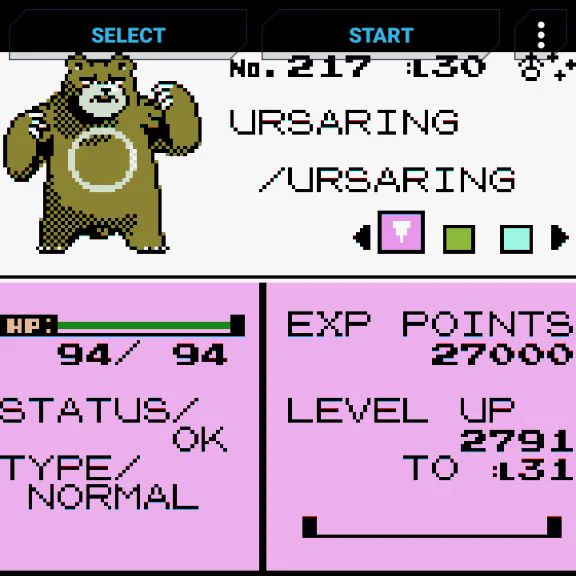 SELECT START
No. 217 :L30
URSARING
/URSARING
HP:
94/ 94
STATUS/
OK
TYPE/
NORMAL
EXP POINTS
27000
LEVEL UP
2791
TO :L31